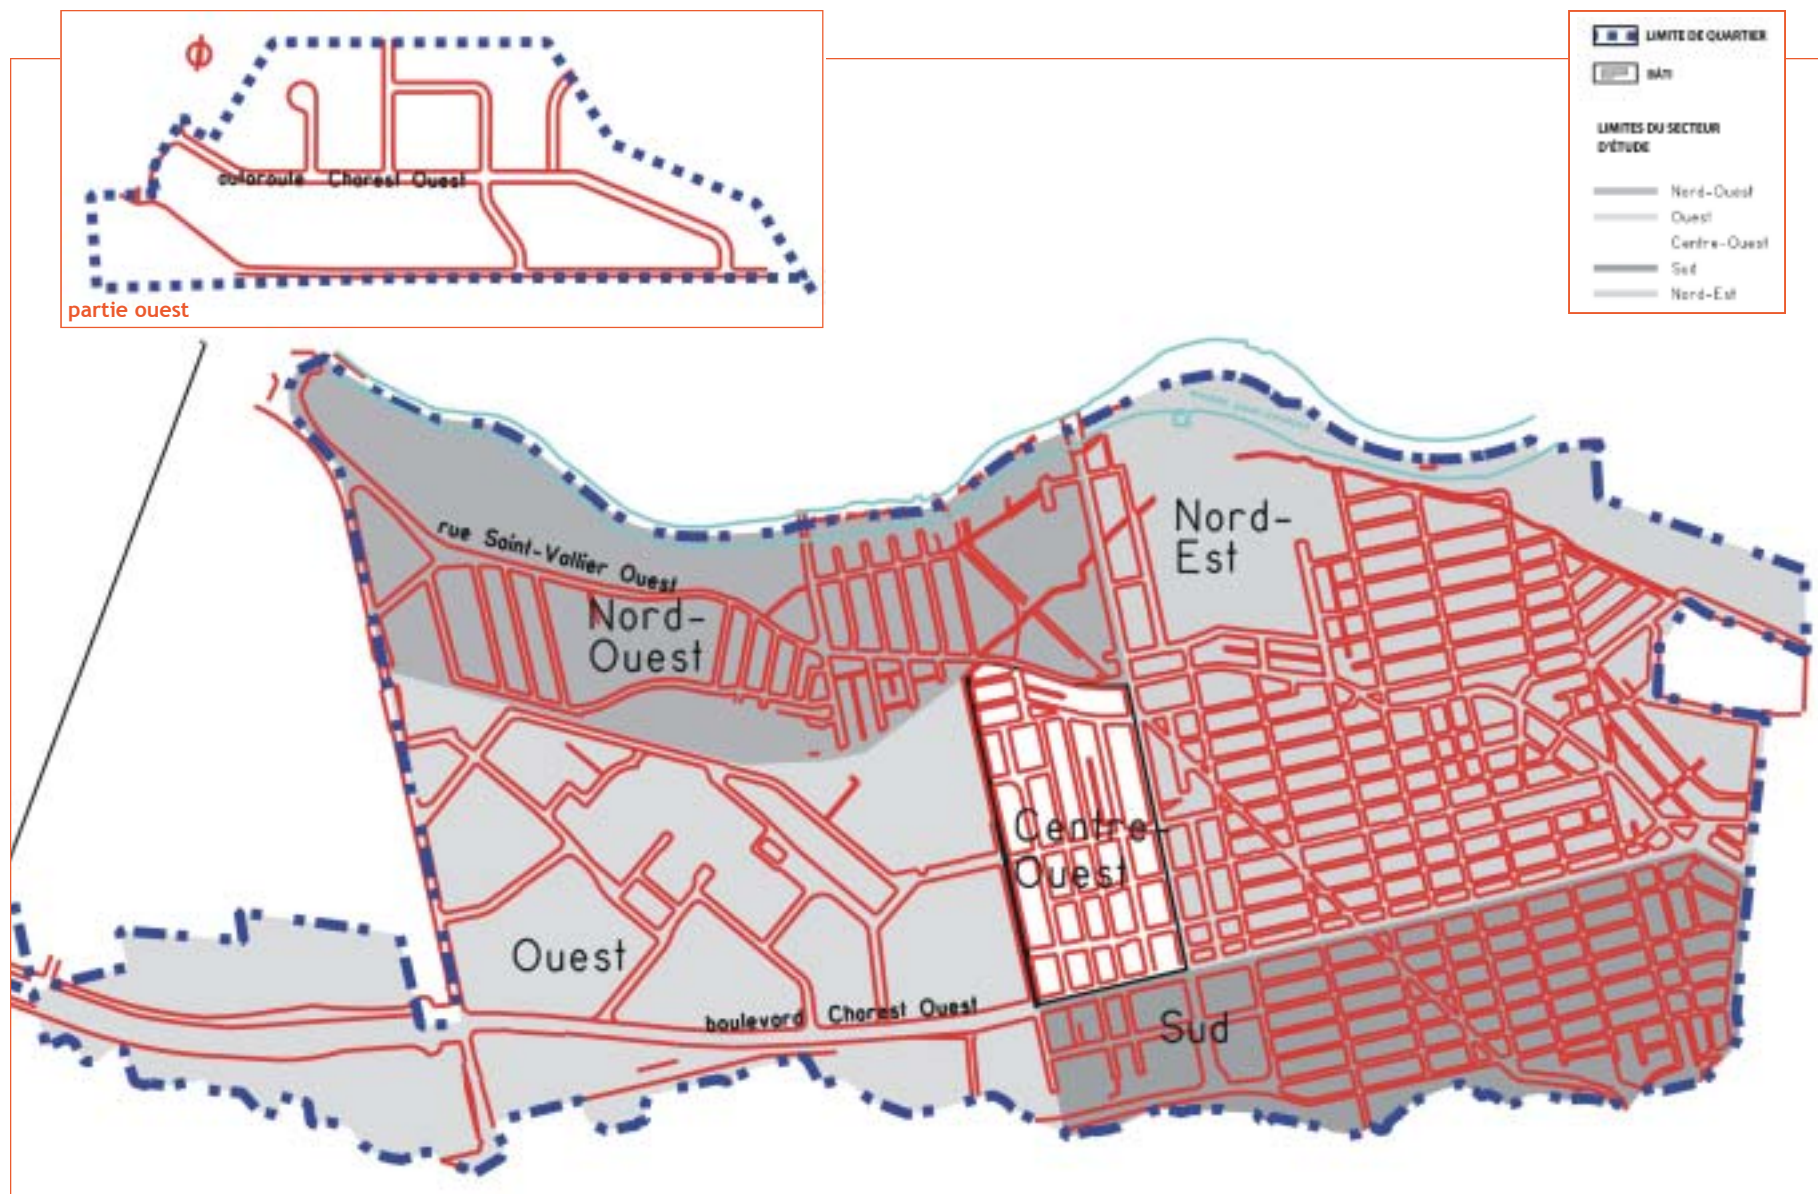 autoroute Charest Ouest
partie ouest
LIMITE DE QUARTIER
BÂTI
LIMITES DU SECTEUR
D'ÉTUDE
Nord-Ouest
Ouest
Centre-Ouest
Sud
Nord-Est
rue Saint-Vallier Ouest
Nord-
Ouest
Nord-
Est
Centre-
Ouest
Ouest
boulevard Charest Ouest
Sud